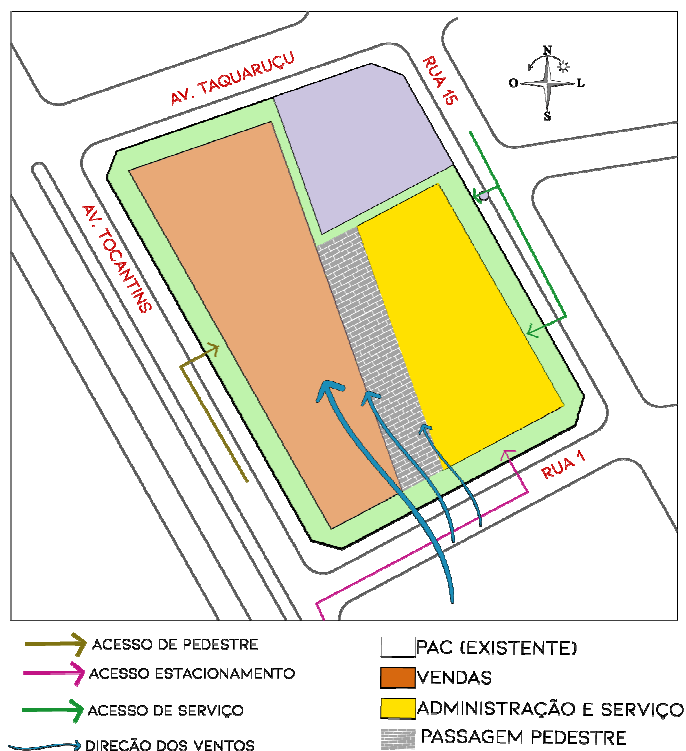 AV. TAQUARUÇU
RUA 15
N
O
L
S
AV. TOCANTINS
RUA 1
ACESSO DE PEDESTRE
ACESSO ESTACIONAMENTO
ACESSO DE SERVIÇO
DIREÇÃO DOS VENTOS
PAC (EXISTENTE)
VENDAS
ADMINISTRAÇÃO E SERVIÇO
PASSAGEM PEDESTRE